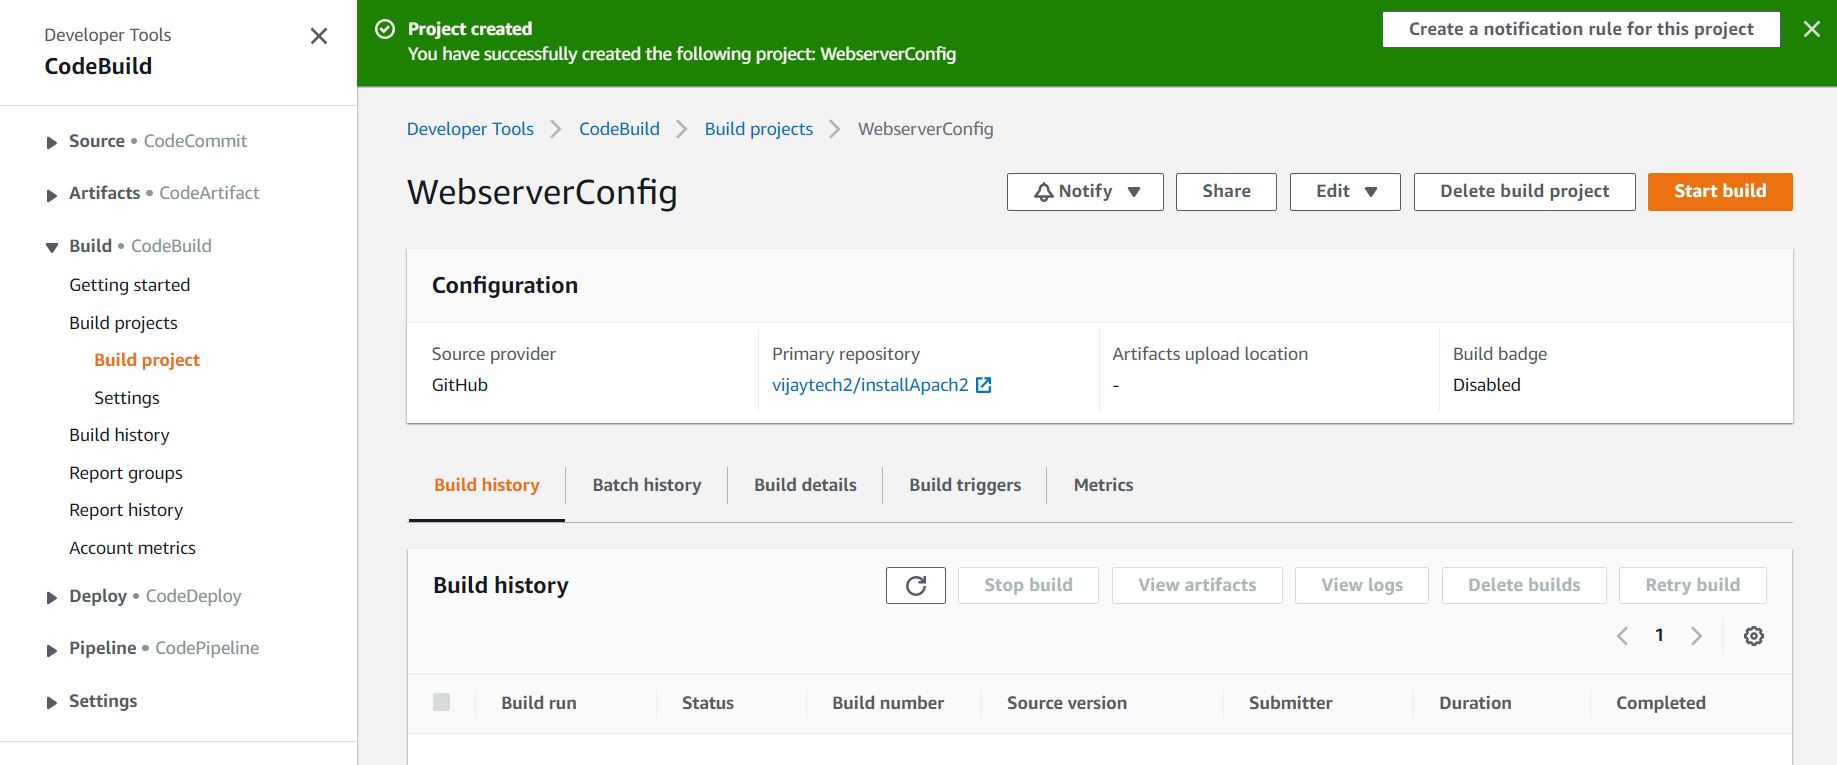 Developer Tools
CodeBuild
Source • CodeCommit
Artifacts • CodeArtifact
Build • CodeBuild
Getting started
Build projects
Build project
Settings
Build history
Report groups
Report history
Account metrics
Deploy • CodeDeploy
Pipeline • CodePipeline
Settings
Project created
You have successfully created the following project: WebserverConfig
Create a notification rule for this project
Developer Tools > CodeBuild > Build projects > WebserverConfig
WebserverConfig
Notify Share Edit Delete build project Start build
Configuration
Source provider Primary repository Artifacts upload location Build badge
GitHub vijaytech2/installApach2 - Disabled
Build history Batch history Build details Build triggers Metrics
Build history Stop build View artifacts View logs Delete builds Retry build
< 1 >
Build run Status Build number Source version Submitter Duration Completed